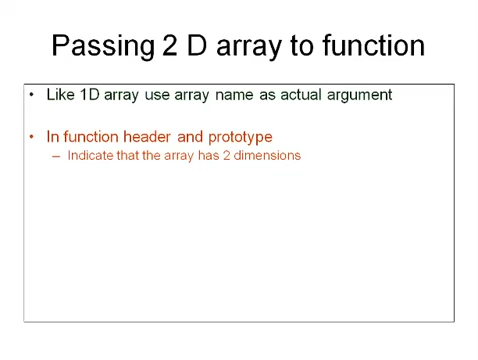 Passing 2 D array to function
• Like 1D array use array name as actual argument
• In function header and prototype
– Indicate that the array has 2 dimensions